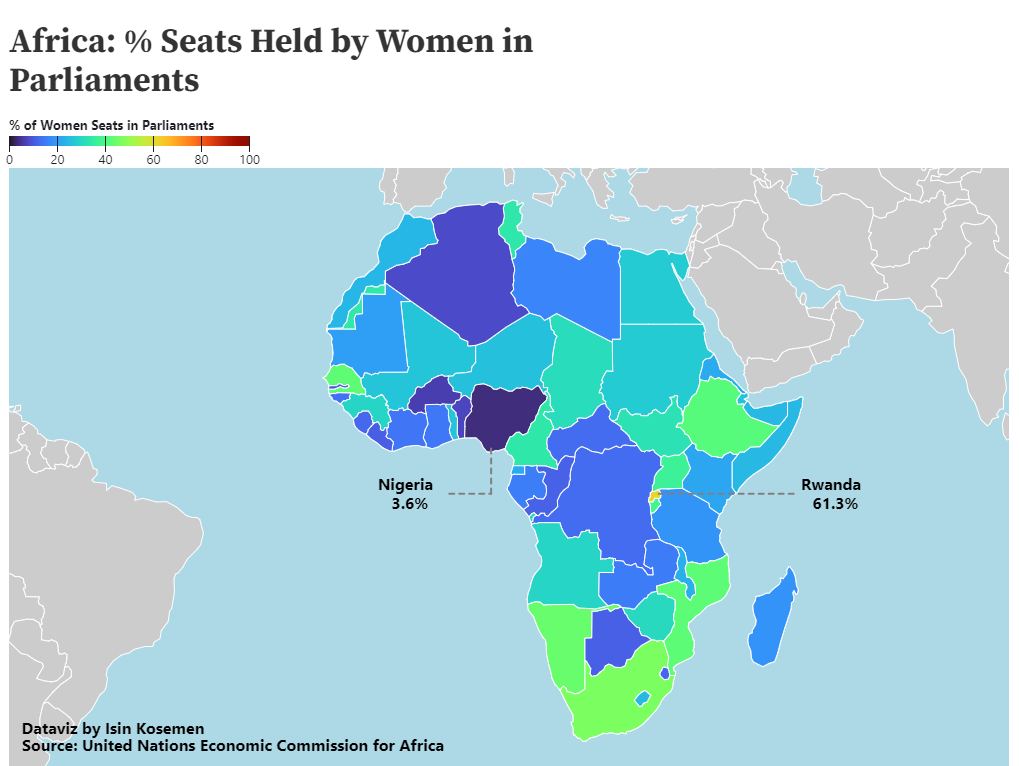 Africa: % Seats Held by Women in
Parliaments
% of Women Seats in Parliaments
0 20 40 60 80 100
Nigeria
3.6%
Rwanda
61.3%
Dataviz by Isin Kosemen
Source: United Nations Economic Commission for Africa